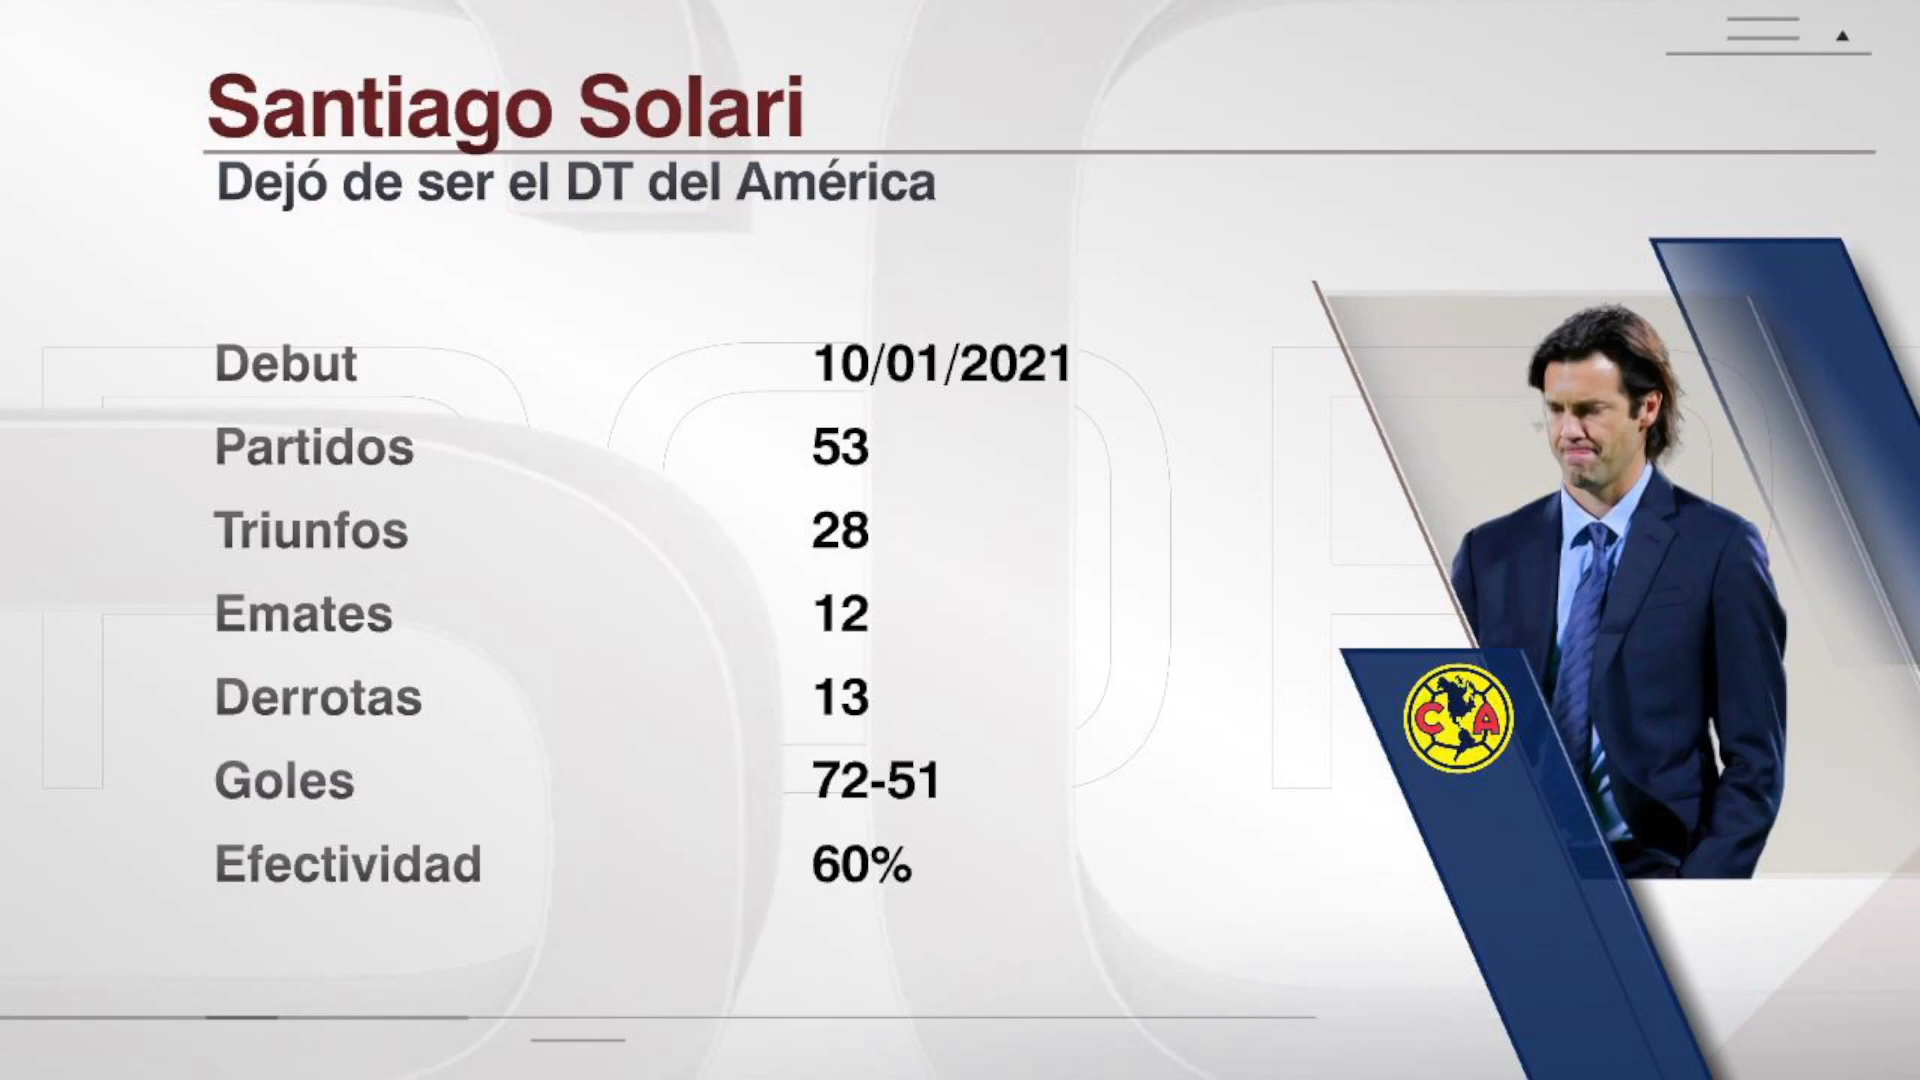 Santiago Solari
Dejó de ser el DT del América
Debut 10/01/2021
Partidos 53
Triunfos 28
Emates 12
Derrotas 13
Goles 72-51
Efectividad 60%
CA